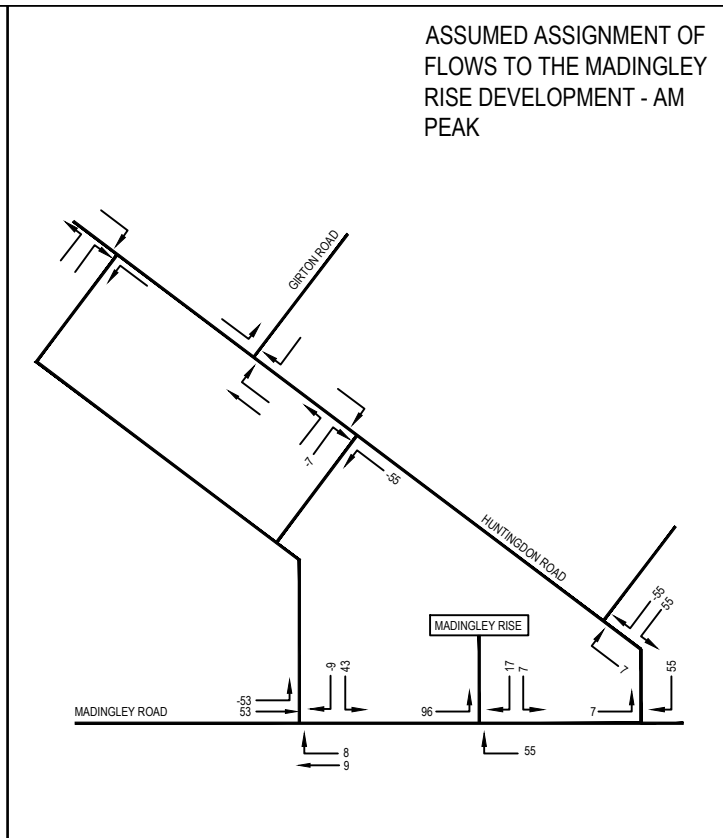 ASSUMED ASSIGNMENT OF
FLOWS TO THE MADINGLEY
RISE DEVELOPMENT - AM
PEAK
GIRTON ROAD
-7
-55
HUNTINGDON ROAD
-55
55
7
MADINGLEY RISE
-9
43
17
7
55
-53
53
MADINGLEY ROAD
96
7
8
9
55